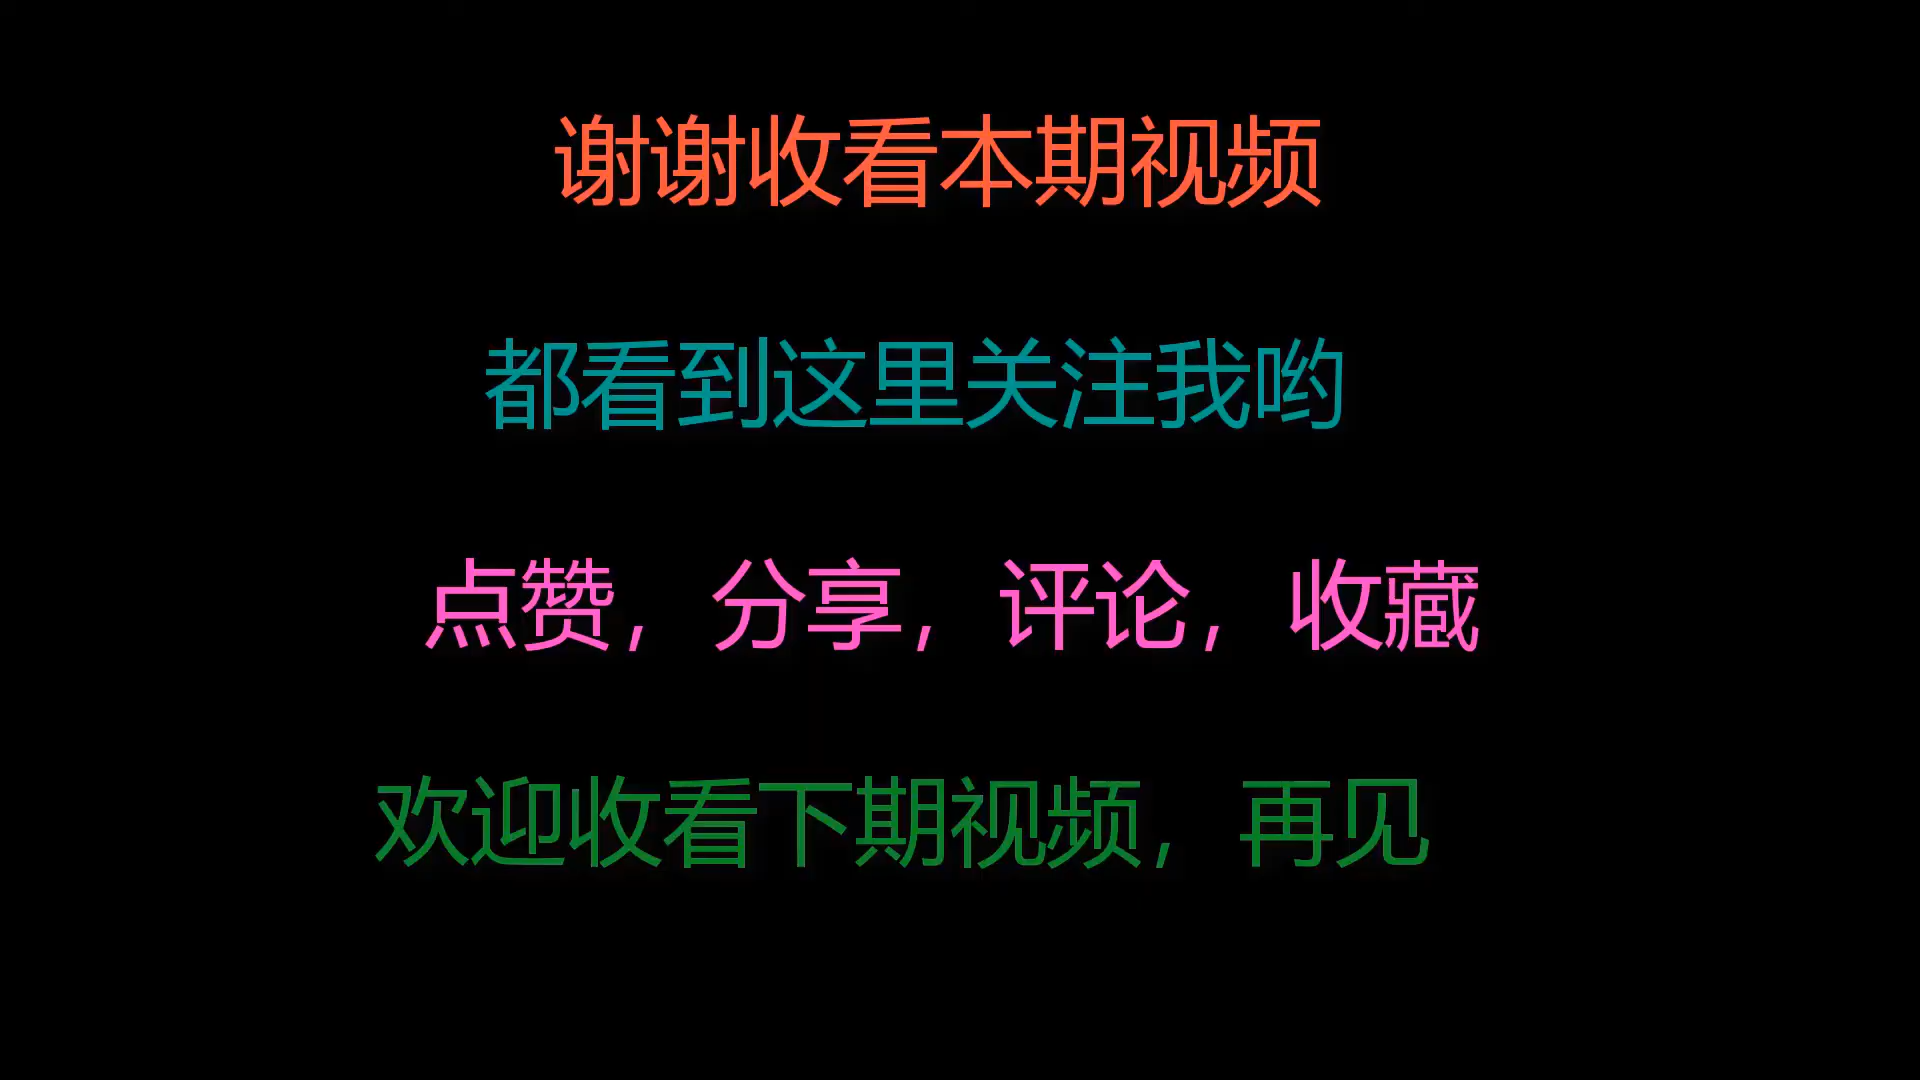 谢谢收看本期视频
都看到这里关注我哟
点赞，分享，评论，收藏
欢迎收看下期视频，再见